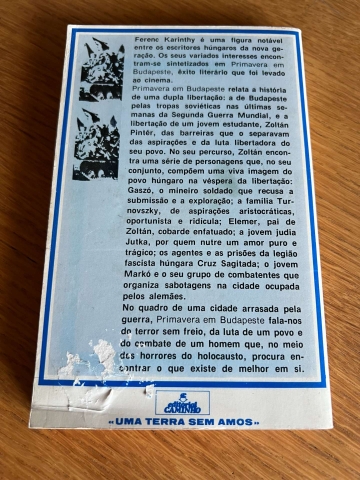 Ferenc Karinthy é uma figura notável
entre os escritores húngaros da nova ge-
ração. Os seus variados interesses encon-
tram-se sintetizados em Primavera em
Budapeste, êxito literário que foi levado
ao cinema.
Primavera em Budapeste relata a história
de uma dupla libertação: a de Budapeste
pelas tropas soviéticas nas últimas se-
manas da Segunda Guerra Mundial, e a
libertação de um jovem estudante, Zoltán
Pintér, das barreiras que o separavam
das aspirações e da luta libertadora do
seu povo. No seu percurso, Zoltán encon-
tra uma série de personagens que, no seu
conjunto, compõem uma viva imagem do
povo húngaro na véspera da libertação:
Gaszó, o mineiro soldado que recusa a
submissão e a exploração; a família Tur-
novszky, de aspirações aristocráticas,
oportunista e ridícula; Elemer, pai de
Zoltán, cobarde enfatuado; a jovem judia
Jutka, por quem nutre um amor puro e
trágico; os agentes e as prisões da legião
fascista húngara Cruz Sagitada; o jovem
Markó e o seu grupo de combatentes que
organiza sabotagens na cidade ocupada
pelos alemães.
No quadro de uma cidade arrasada pela
guerra, Primavera em Budapeste fala-nos
do terror sem freio, da luta de um povo e
do combate de um homem que, no meio
dos horrores do holocausto, procura en-
contrar o que existe de melhor em si.
editorial
CAMINHO
«UMA TERRA SEM AMOS»